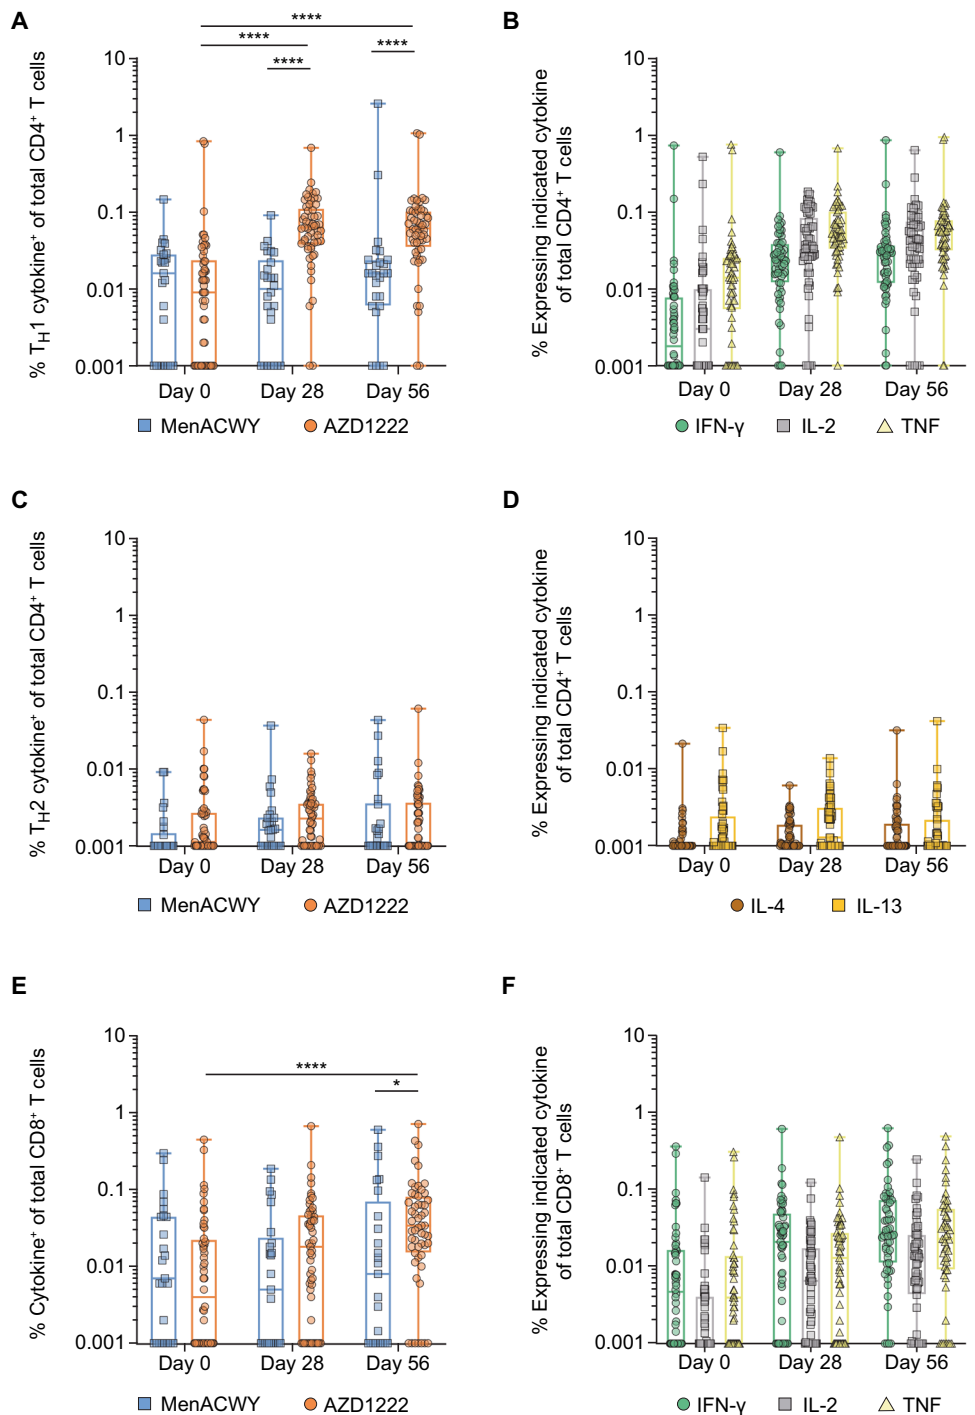 A
% TH1 cytokine⁺ of total CD4⁺ T cells
****
****
****
****
10
1
0.1
0.01
0.001
Day 0 Day 28 Day 56
MenACWY AZD1222
B
% Expressing indicated cytokine
of total CD4⁺ T cells
10
1
0.1
0.01
0.001
Day 0 Day 28 Day 56
IFN-γ IL-2 TNF
C
% TH2 cytokine⁺ of total CD4⁺ T cells
10
1
0.1
0.01
0.001
Day 0 Day 28 Day 56
MenACWY AZD1222
D
% Expressing indicated cytokine
of total CD4⁺ T cells
10
1
0.1
0.01
0.001
Day 0 Day 28 Day 56
IL-4 IL-13
E
% Cytokine⁺ of total CD8⁺ T cells
****
*
10
1
0.1
0.01
0.001
Day 0 Day 28 Day 56
MenACWY AZD1222
F
% Expressing indicated cytokine
of total CD8⁺ T cells
10
1
0.1
0.01
0.001
Day 0 Day 28 Day 56
IFN-γ IL-2 TNF